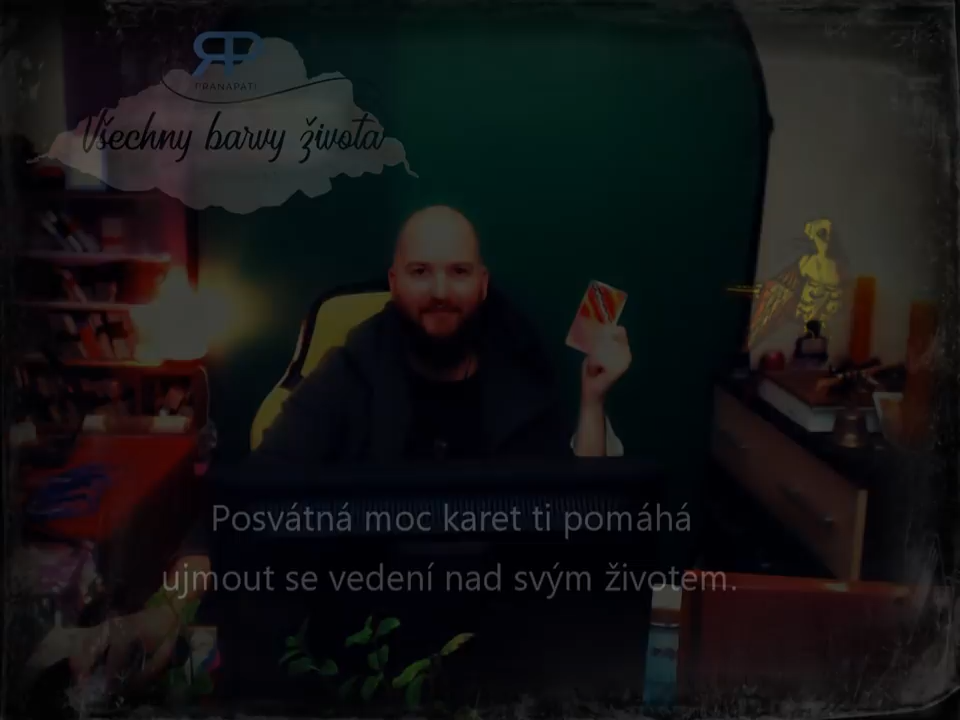 PRANAPATI
Všechny barvy života
Posvátná moc karet ti pomáhá
ujmout se vedení nad svým životem.